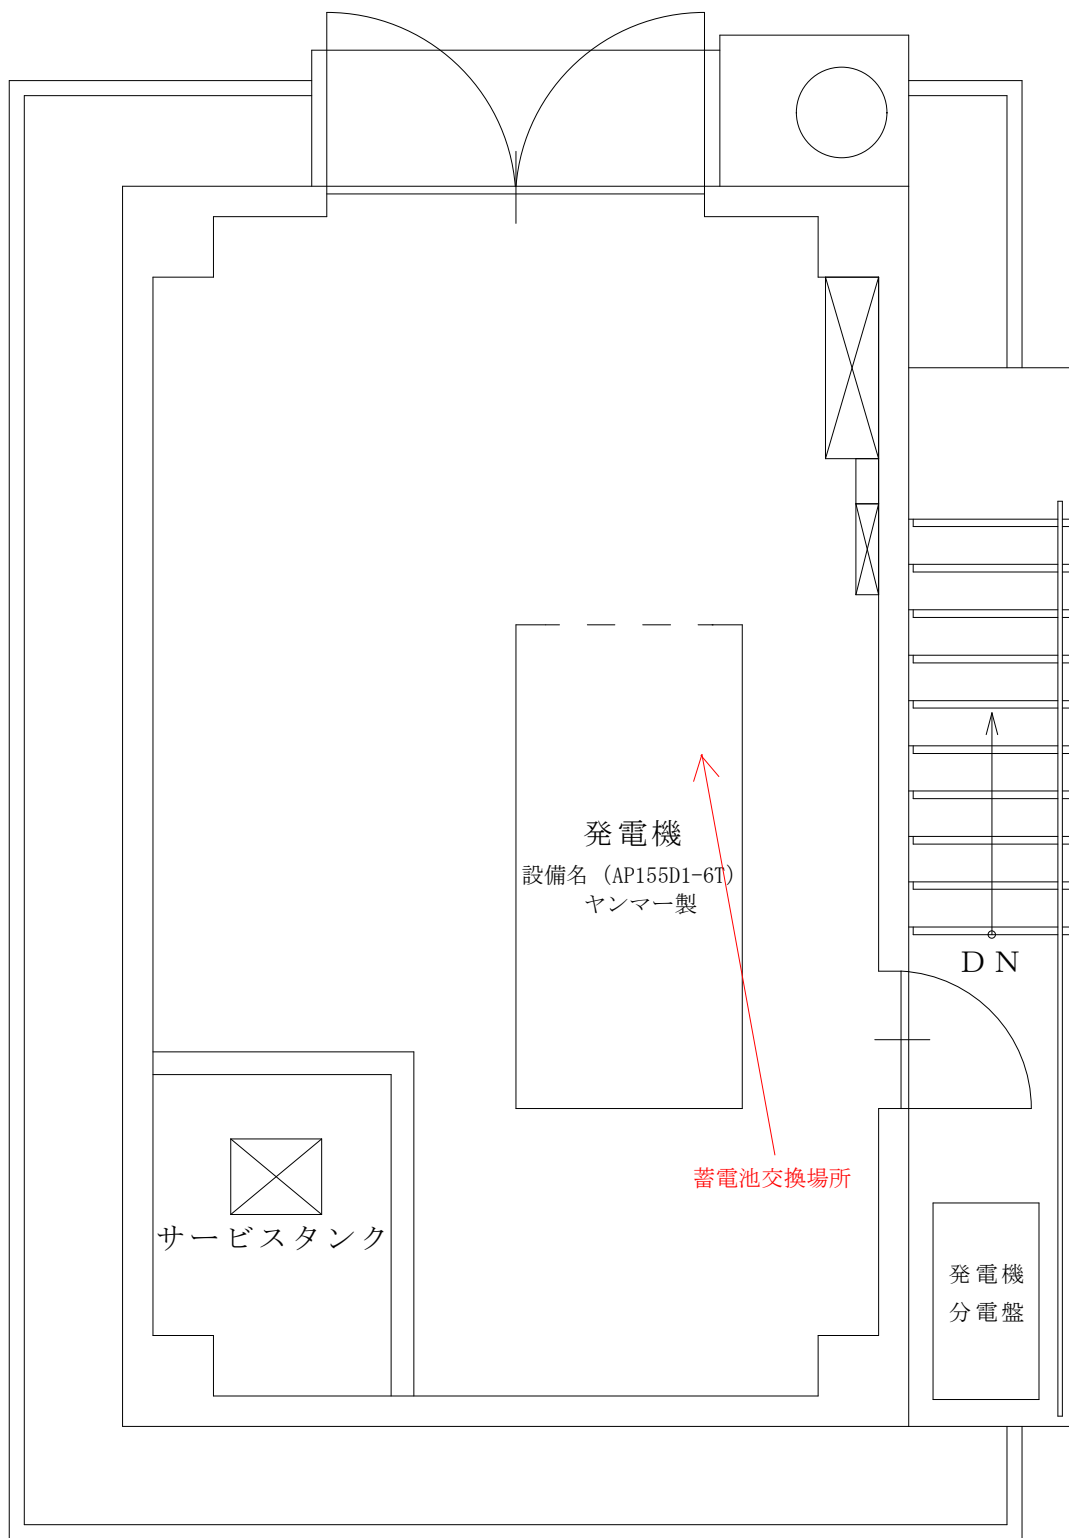 発電機
設備名（AP155D1-6T）
ヤンマー製
DN
蓄電池交換場所
サービスタンク
発電機
分電盤